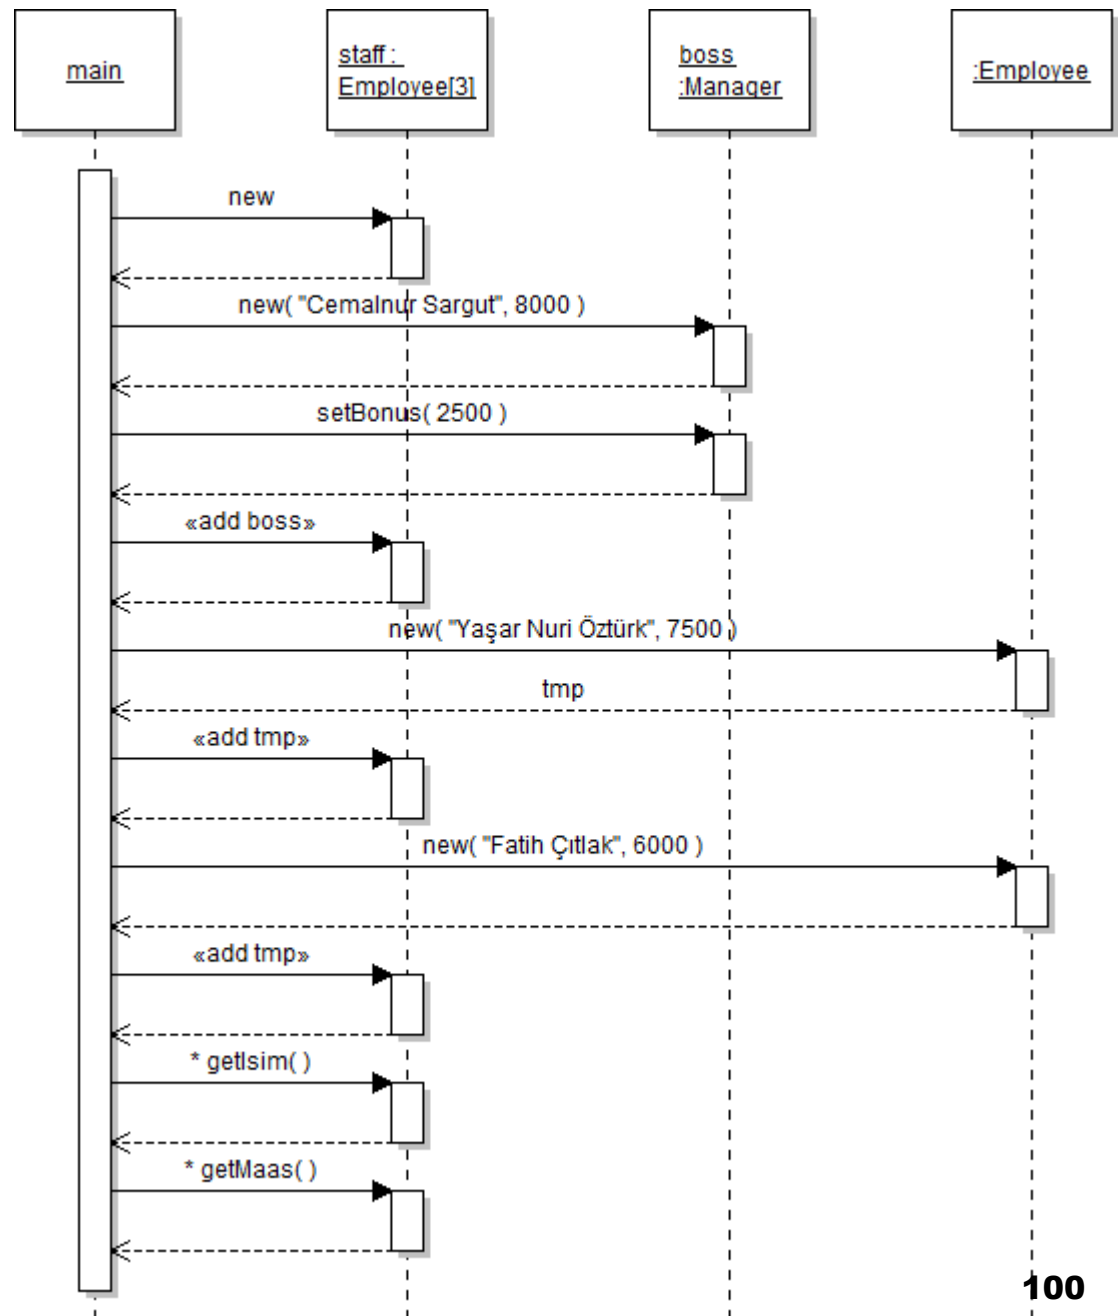 main
staff :
Employee[3]
boss
:Manager
:Employee
new
new( "Cemalnur Sargut", 8000 )
setBonus( 2500 )
«add boss»
new( "Yaşar Nuri Öztürk", 7500 )
tmp
«add tmp»
new( "Fatih Çıtlak", 6000 )
«add tmp»
* getIsim( )
* getMaas( )
100